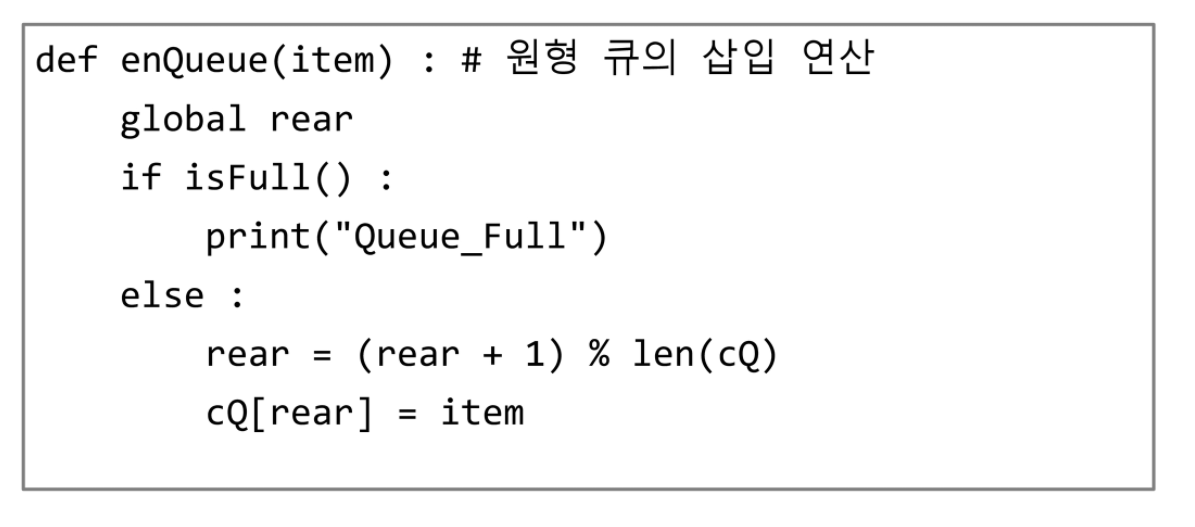 def enQueue(item) : # 원형 큐의 삽입 연산
    global rear
    if isFull() :
        print("Queue_Full")
    else :
        rear = (rear + 1) % len(cQ)
        cQ[rear] = item